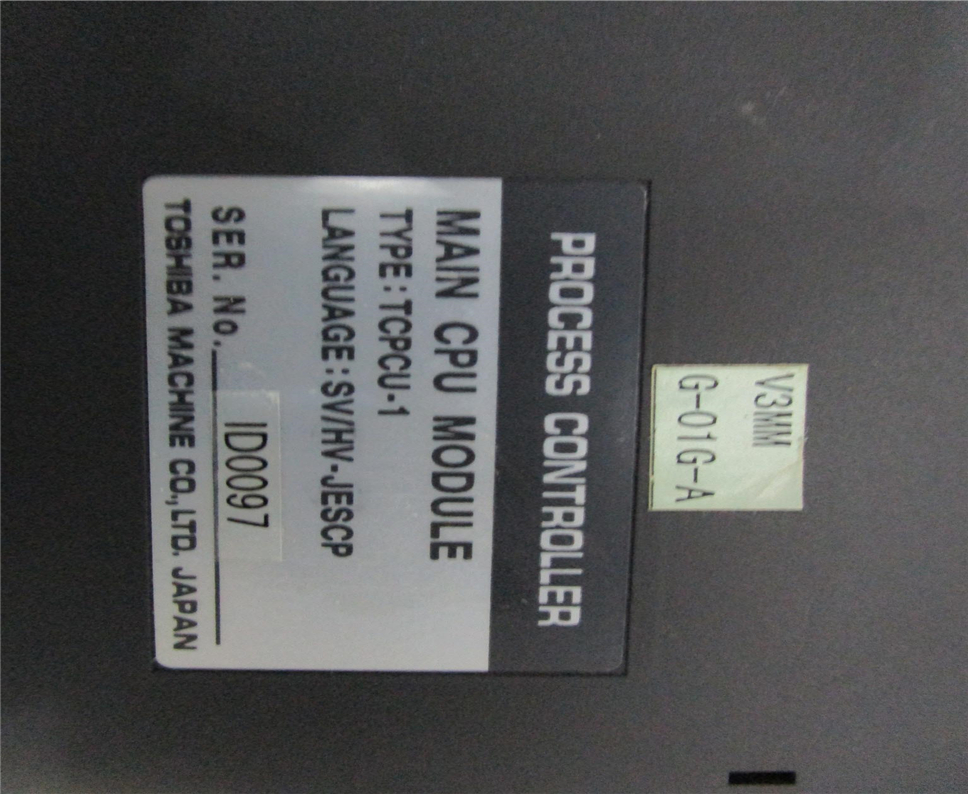 V3MM
G-01G-A
PROCESS CONTROLLER
MAIN CPU MODULE
TYPE:TCPCU-1
LANGUAGE:SV/HV-JESCP
SER. No. ID0097
TOSHIBA MACHINE CO.,LTD. JAPAN